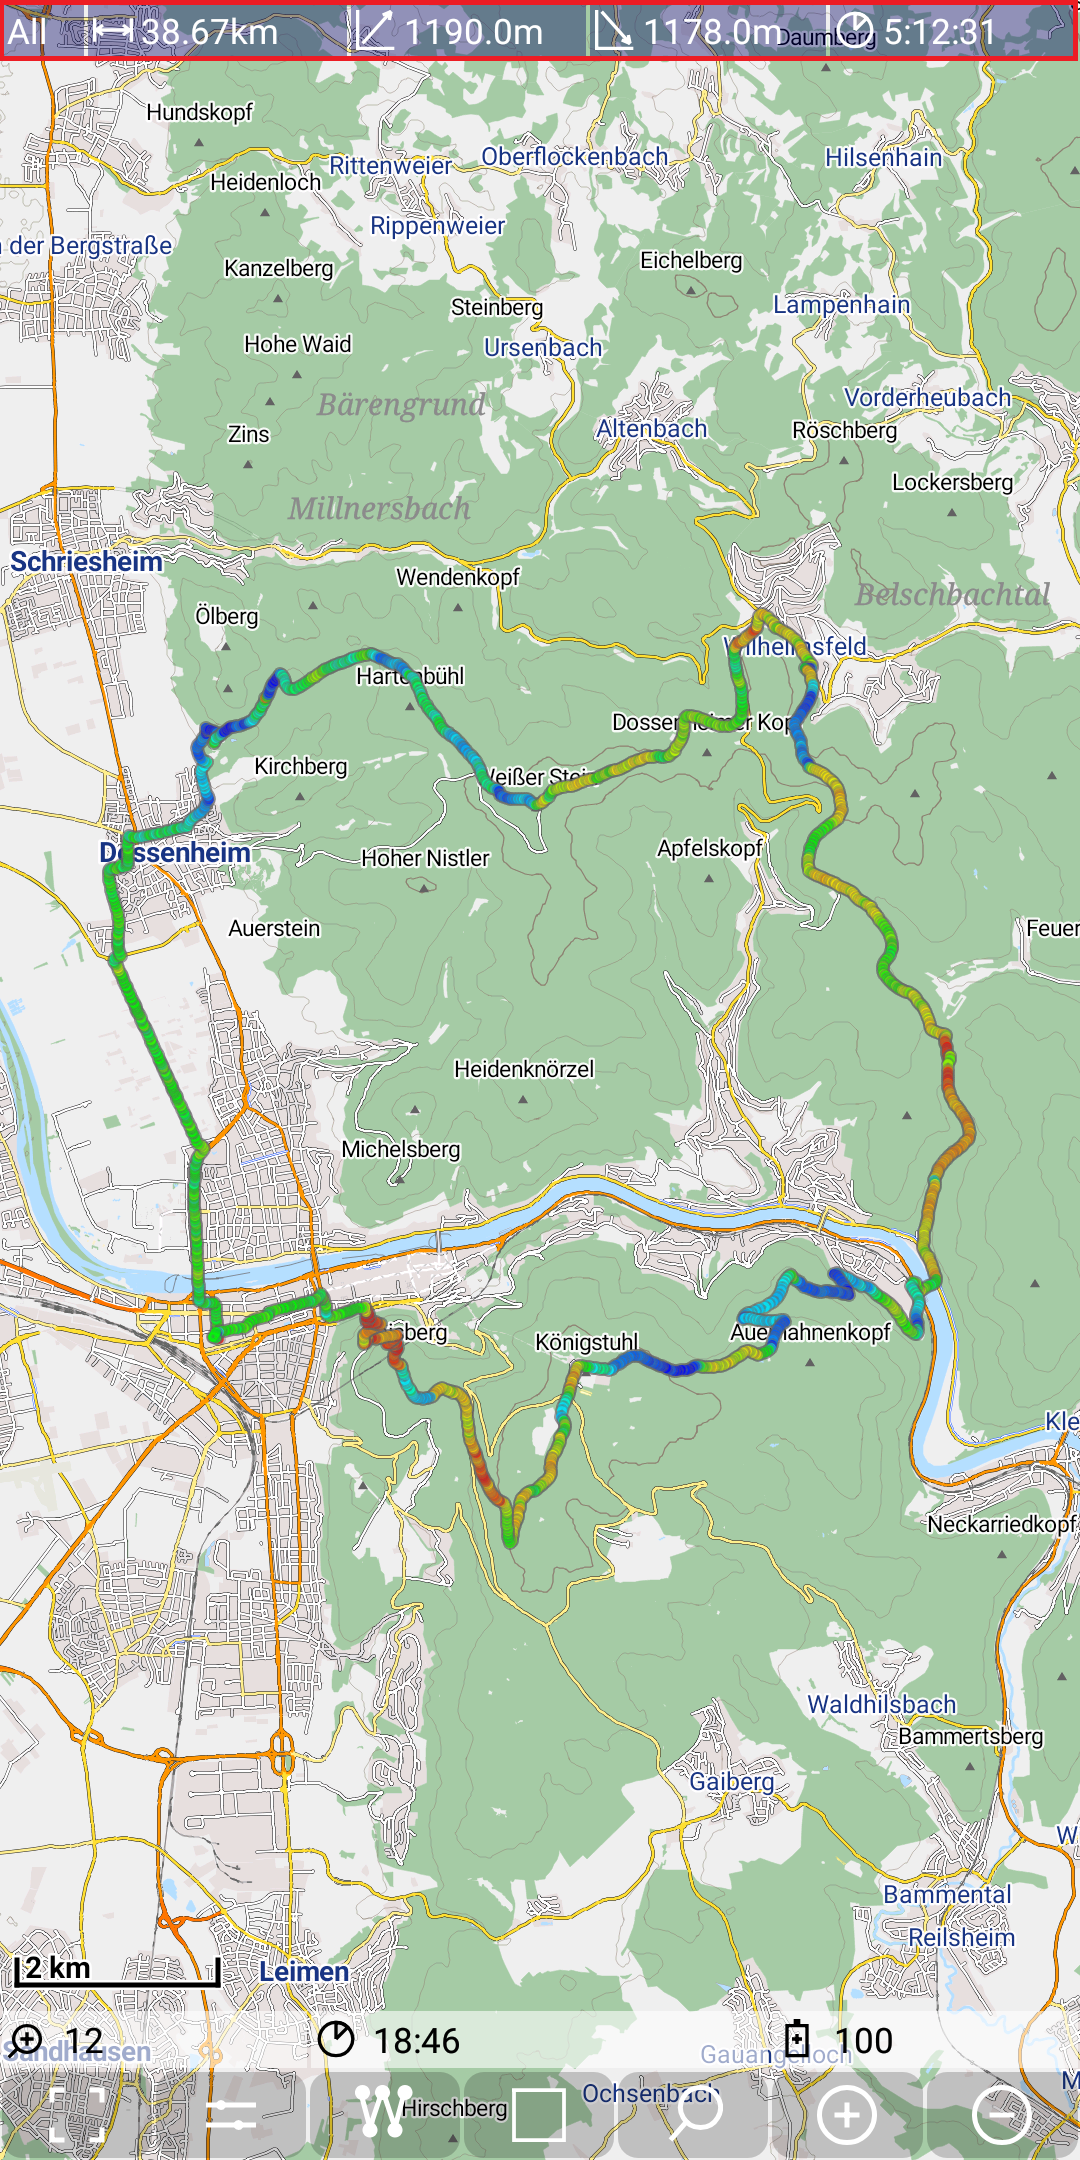 All 38.67km 1190.0m 1178.0m 5:12:31
Daumberg
Hundskopf
Rittenweier
Oberflockenbach
Hilsenhain
Heidenloch
Rippenweier
der Bergstraße
Kanzelberg
Eichelberg
Steinberg
Lampenhain
Hohe Waid
Ursenbach
Bärengrund
Vorderheubach
Zins
Altenbach
Röschberg
Lockersberg
Millnersbach
Schriesheim
Wendenkopf
Belschbachtal
Ölberg
Wilhelmsfeld
Hartenbühl
Dossenheimer Kopf
Kirchberg
Weißer Stein
Dossenheim
Hoher Nistler
Apfelskopf
Auerstein
Feuer
Heidenknörzel
Michelsberg
sberg
Königstuhl
Auerhahnenkopf
Kle
Neckarriedkopf
Waldhilsbach
Bammertsberg
Gaiberg
W
Bammental
Reilsheim
2 km
Leimen
12 18:46 100
Sandhausen
Gauangelloch
M
Ochsenbach
W
Hirschberg